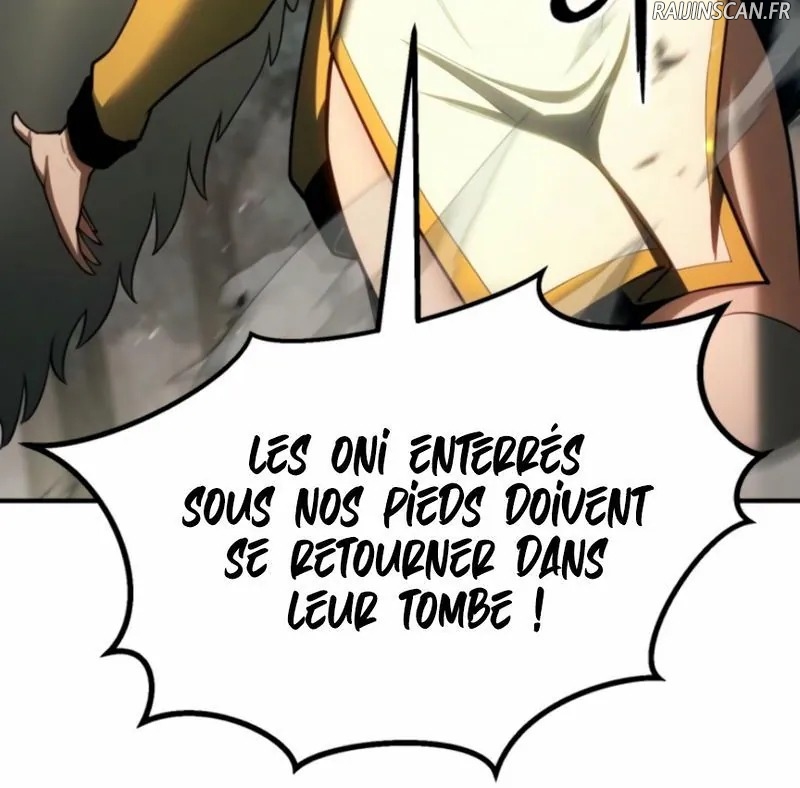 RAIJINSCAN.FR
LES ONI ENTERRÉS
SOUS NOS PIEDS DOIVENT
SE RETOURNER DANS
LEUR TOMBE !